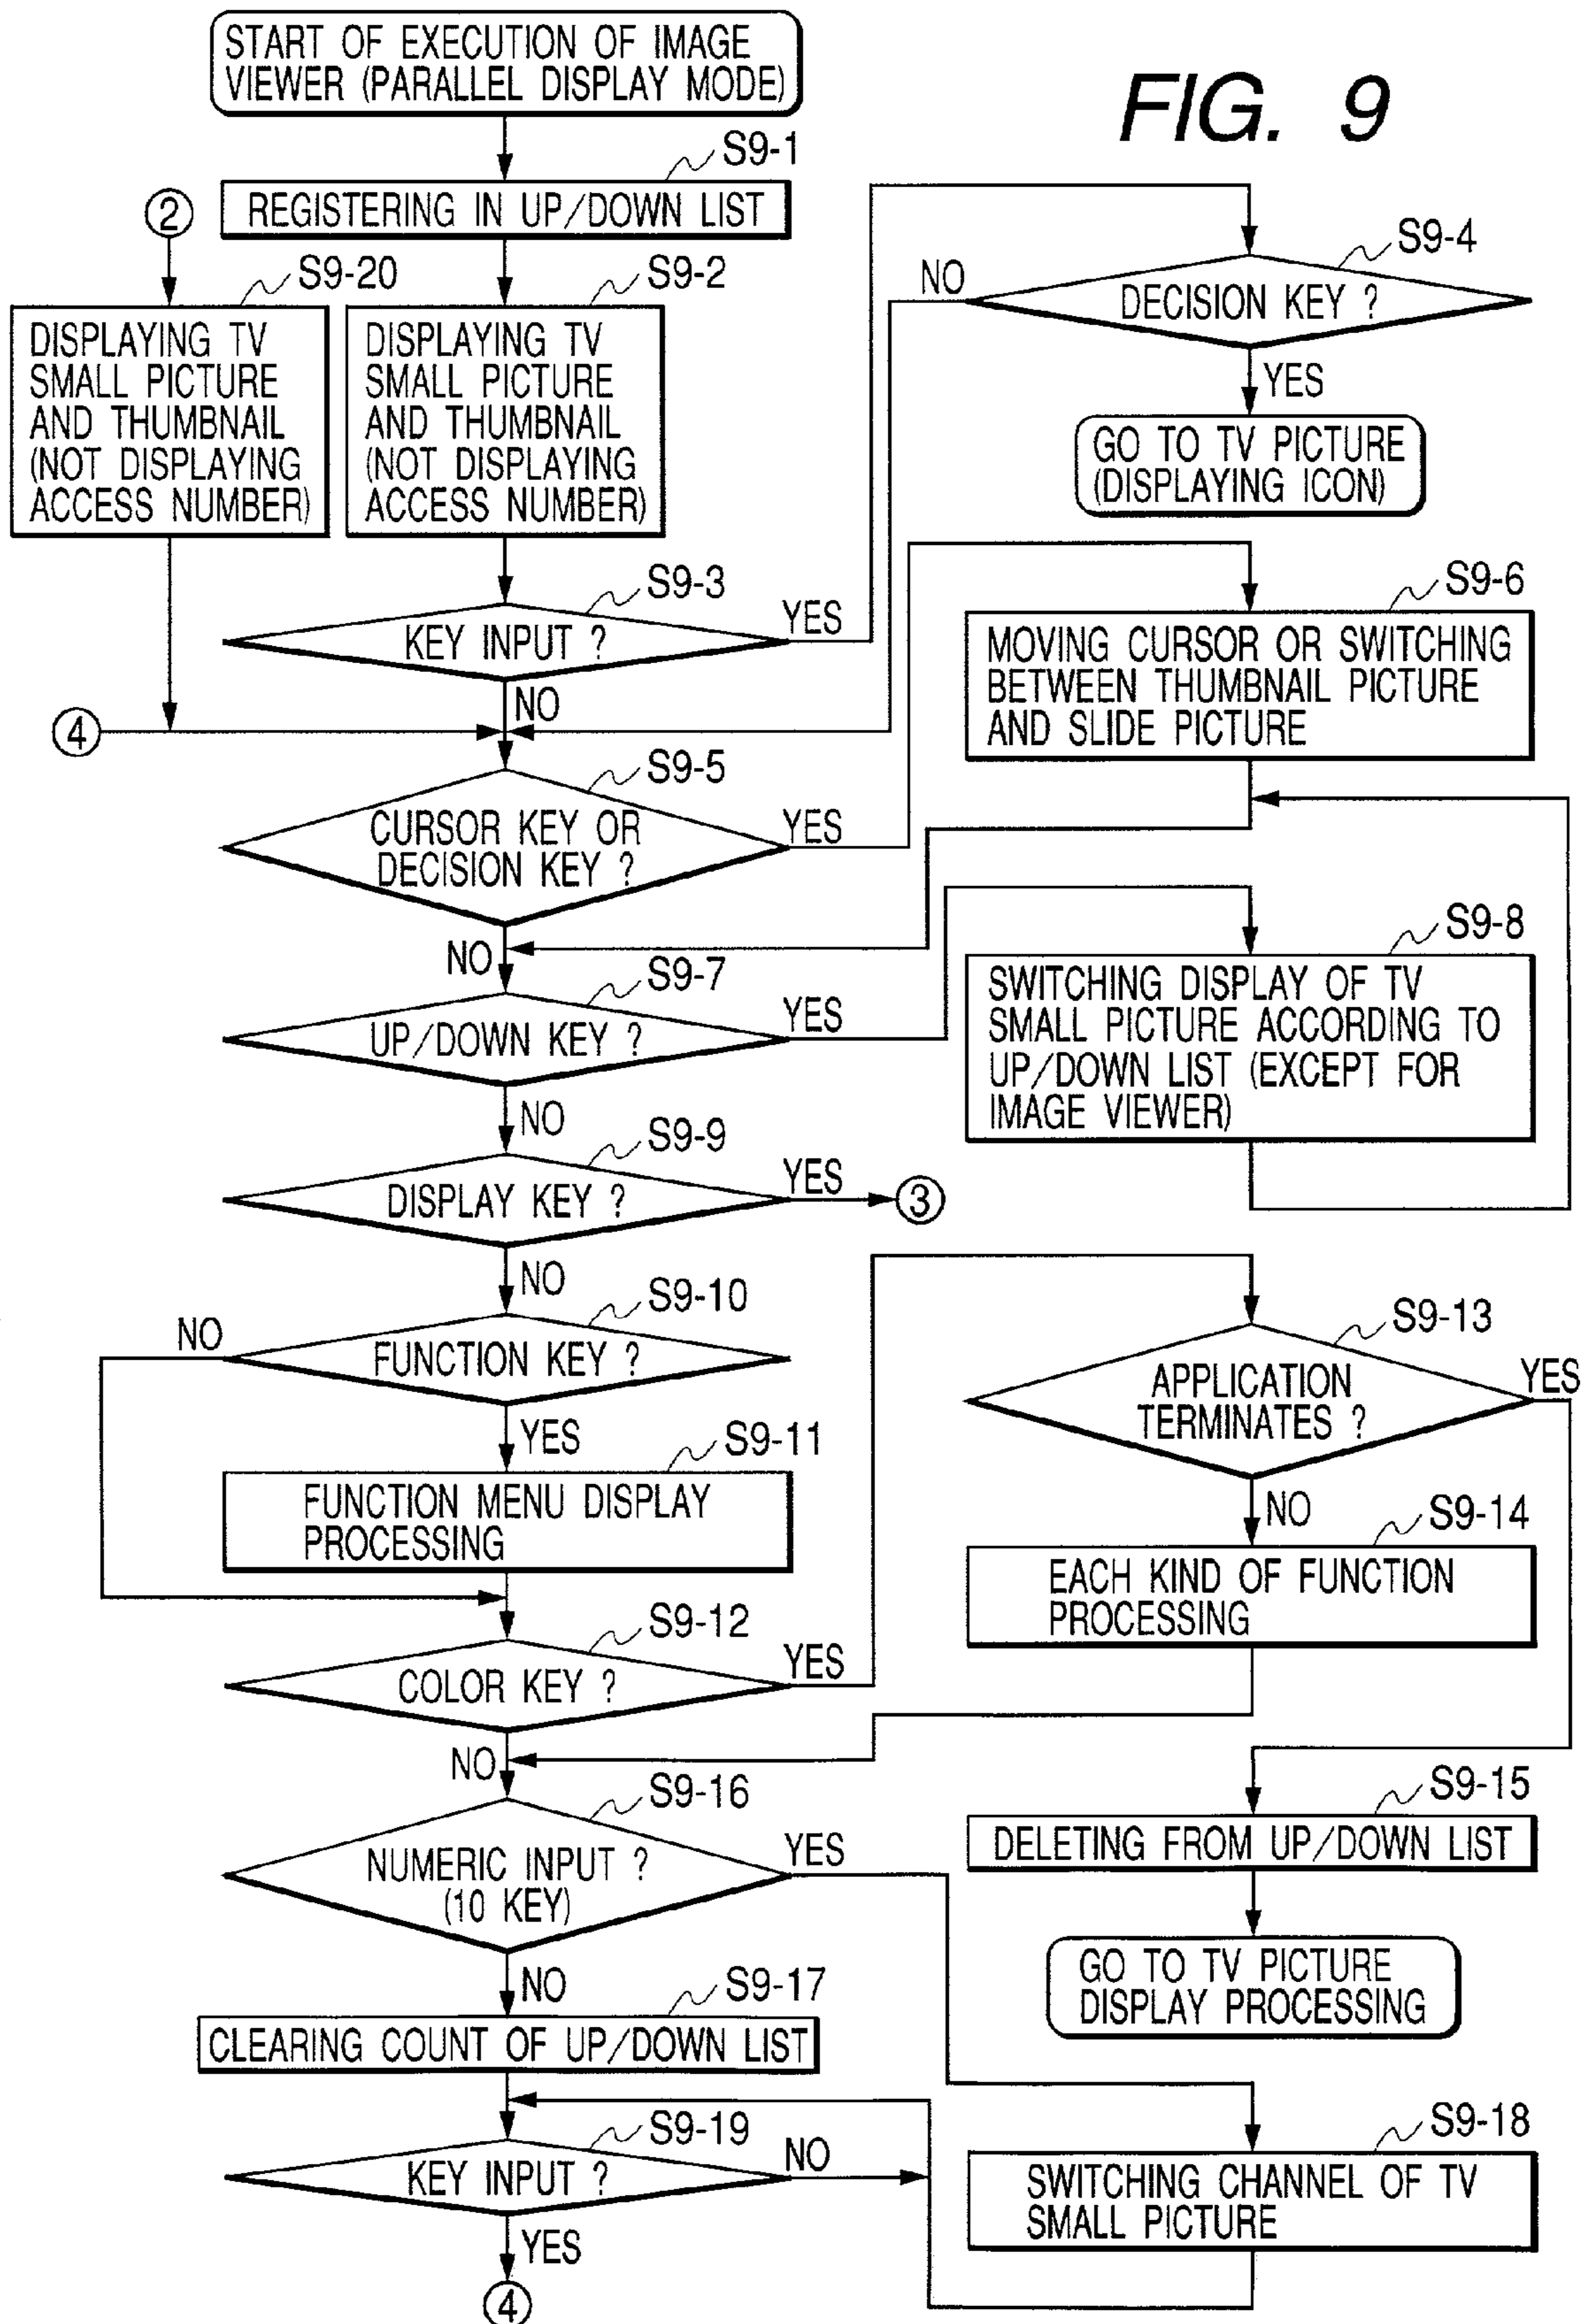 START OF EXECUTION OF IMAGE
VIEWER (PARALLEL DISPLAY MODE)
FIG. 9
S9-1
REGISTERING IN UP/DOWN LIST
②
S9-20
DISPLAYING TV
SMALL PICTURE
AND THUMBNAIL
(NOT DISPLAYING
ACCESS NUMBER)
S9-2
DISPLAYING TV
SMALL PICTURE
AND THUMBNAIL
(NOT DISPLAYING
ACCESS NUMBER)
S9-4
NO
DECISION KEY ?
YES
GO TO TV PICTURE
(DISPLAYING ICON)
S9-3
KEY INPUT ?
YES
NO
④
S9-6
MOVING CURSOR OR SWITCHING
BETWEEN THUMBNAIL PICTURE
AND SLIDE PICTURE
S9-5
CURSOR KEY OR
DECISION KEY ?
YES
NO
S9-7
UP/DOWN KEY ?
YES
NO
S9-8
SWITCHING DISPLAY OF TV
SMALL PICTURE ACCORDING TO
UP/DOWN LIST (EXCEPT FOR
IMAGE VIEWER)
S9-9
DISPLAY KEY ?
YES
③
NO
S9-10
NO
FUNCTION KEY ?
YES
S9-11
FUNCTION MENU DISPLAY
PROCESSING
S9-13
APPLICATION
TERMINATES ?
YES
NO
S9-14
EACH KIND OF FUNCTION
PROCESSING
S9-12
COLOR KEY ?
YES
NO
S9-16
NUMERIC INPUT ?
(10 KEY)
YES
NO
S9-15
DELETING FROM UP/DOWN LIST
GO TO TV PICTURE
DISPLAY PROCESSING
S9-17
CLEARING COUNT OF UP/DOWN LIST
S9-19
KEY INPUT ?
NO
YES
④
S9-18
SWITCHING CHANNEL OF TV
SMALL PICTURE